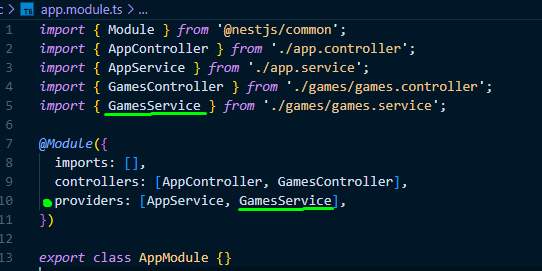 c > TS app.module.ts > ...
1 import { Module } from '@nestjs/common';
2 import { AppController } from './app.controller';
3 import { AppService } from './app.service';
4 import { GamesController } from './games/games.controller';
5 import { GamesService } from './games/games.service';
6
7 @Module({
8 imports: [],
9 controllers: [AppController, GamesController],
10 providers: [AppService, GamesService],
11 })
12
13 export class AppModule {}